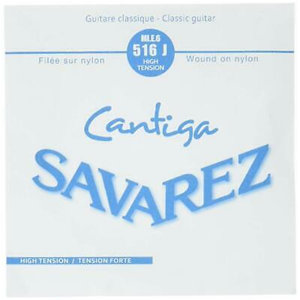 Guitare classique - Classic guitar
MI.E.6
516 J
HIGH
TENSION
Filée sur nylon
Wound on nylon
Cantiga
SAVAREZ
HIGH TENSION / TENSION FORTE